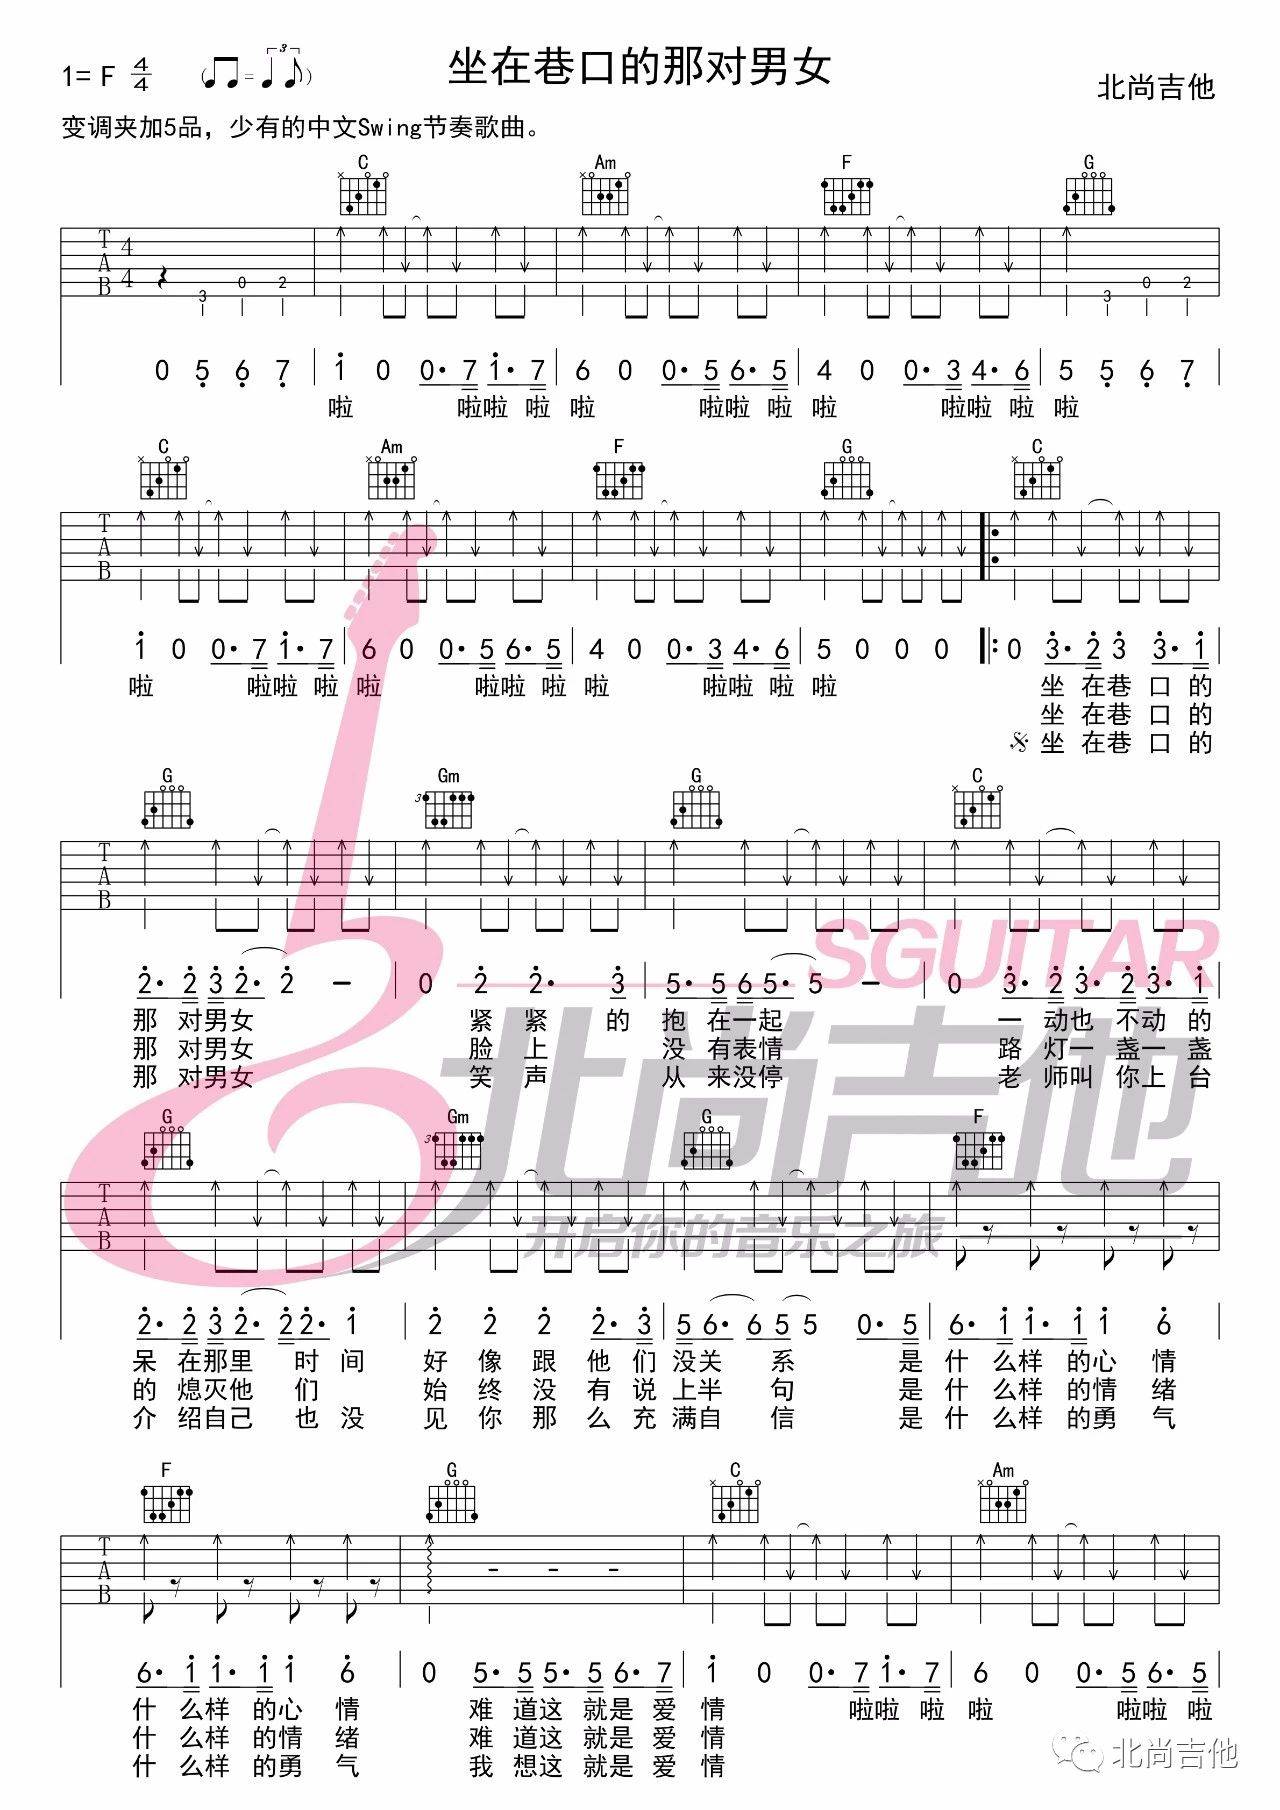 坐在巷口的那对男女
1= F 4/4 ( = 3 )
北尚吉他
变调夹加5品，少有的中文Swing节奏歌曲。
C Am F G
T A B 4 4 3 0 2 3 0 2
0 5 6 7 1 0 0· 7 1· 7 6 0 0· 5 6· 5 4 0 0· 3 4· 6 5 5 6 7
啦 啦啦 啦 啦 啦啦 啦 啦 啦啦 啦 啦
C Am F G C
T A B
1 0 0· 7 1· 7 6 0 0· 5 6· 5 4 0 0· 3 4· 6 5 0 0 0 0 3· 2 3 3· 1
啦 啦啦 啦 啦 啦啦 啦 啦 啦啦 啦 啦 坐 在巷 口 的
坐 在巷 口 的
坐 在巷 口 的
G Gm G C
3
T A B
SGUITAR
2· 2 3 2· 2 – 0 2 2· 3 5· 5 6 5· 5 – 0 3· 2 3· 2 3· 1
那 对男女 紧 紧 的 抱 在一起 一 动也 不动的
那 对男女 脸 上 没 有表情 路 灯一 盏一 盏
那 对男女 笑 声 从 来没停 老 师叫 你上 台
北尚吉他
G Gm G F
3
T A B
开启你的音乐之旅
2· 2 3 2· 2 2· 1 2 2 2 2· 3 5 6· 6 5 5 0· 5 6· 1 1· 1 1 6
呆 在那里 时 间 好 像 跟 他 们 没关 系 是 什 么样 的心 情
的 熄灭他 们 始 终 没 有 说 上半 句 是 什 么样 的情 绪
介 绍自己 也 没 见 你 那 么 充 满自 信 是 什 么样 的勇 气
F G C Am
T A B - - -
6· 1 1· 1 1 6 0 5· 5 5· 5 6· 7 1 0 0· 7 1· 7 6 0 0· 5 6· 5
什 么样 的心 情 难 道这 就是 爱 情 啦啦 啦 啦 啦啦 啦
什 么样 的情 绪 难 道这 就是 爱 情
什 么样 的勇 气 我 想这 就是 爱 情
北尚吉他